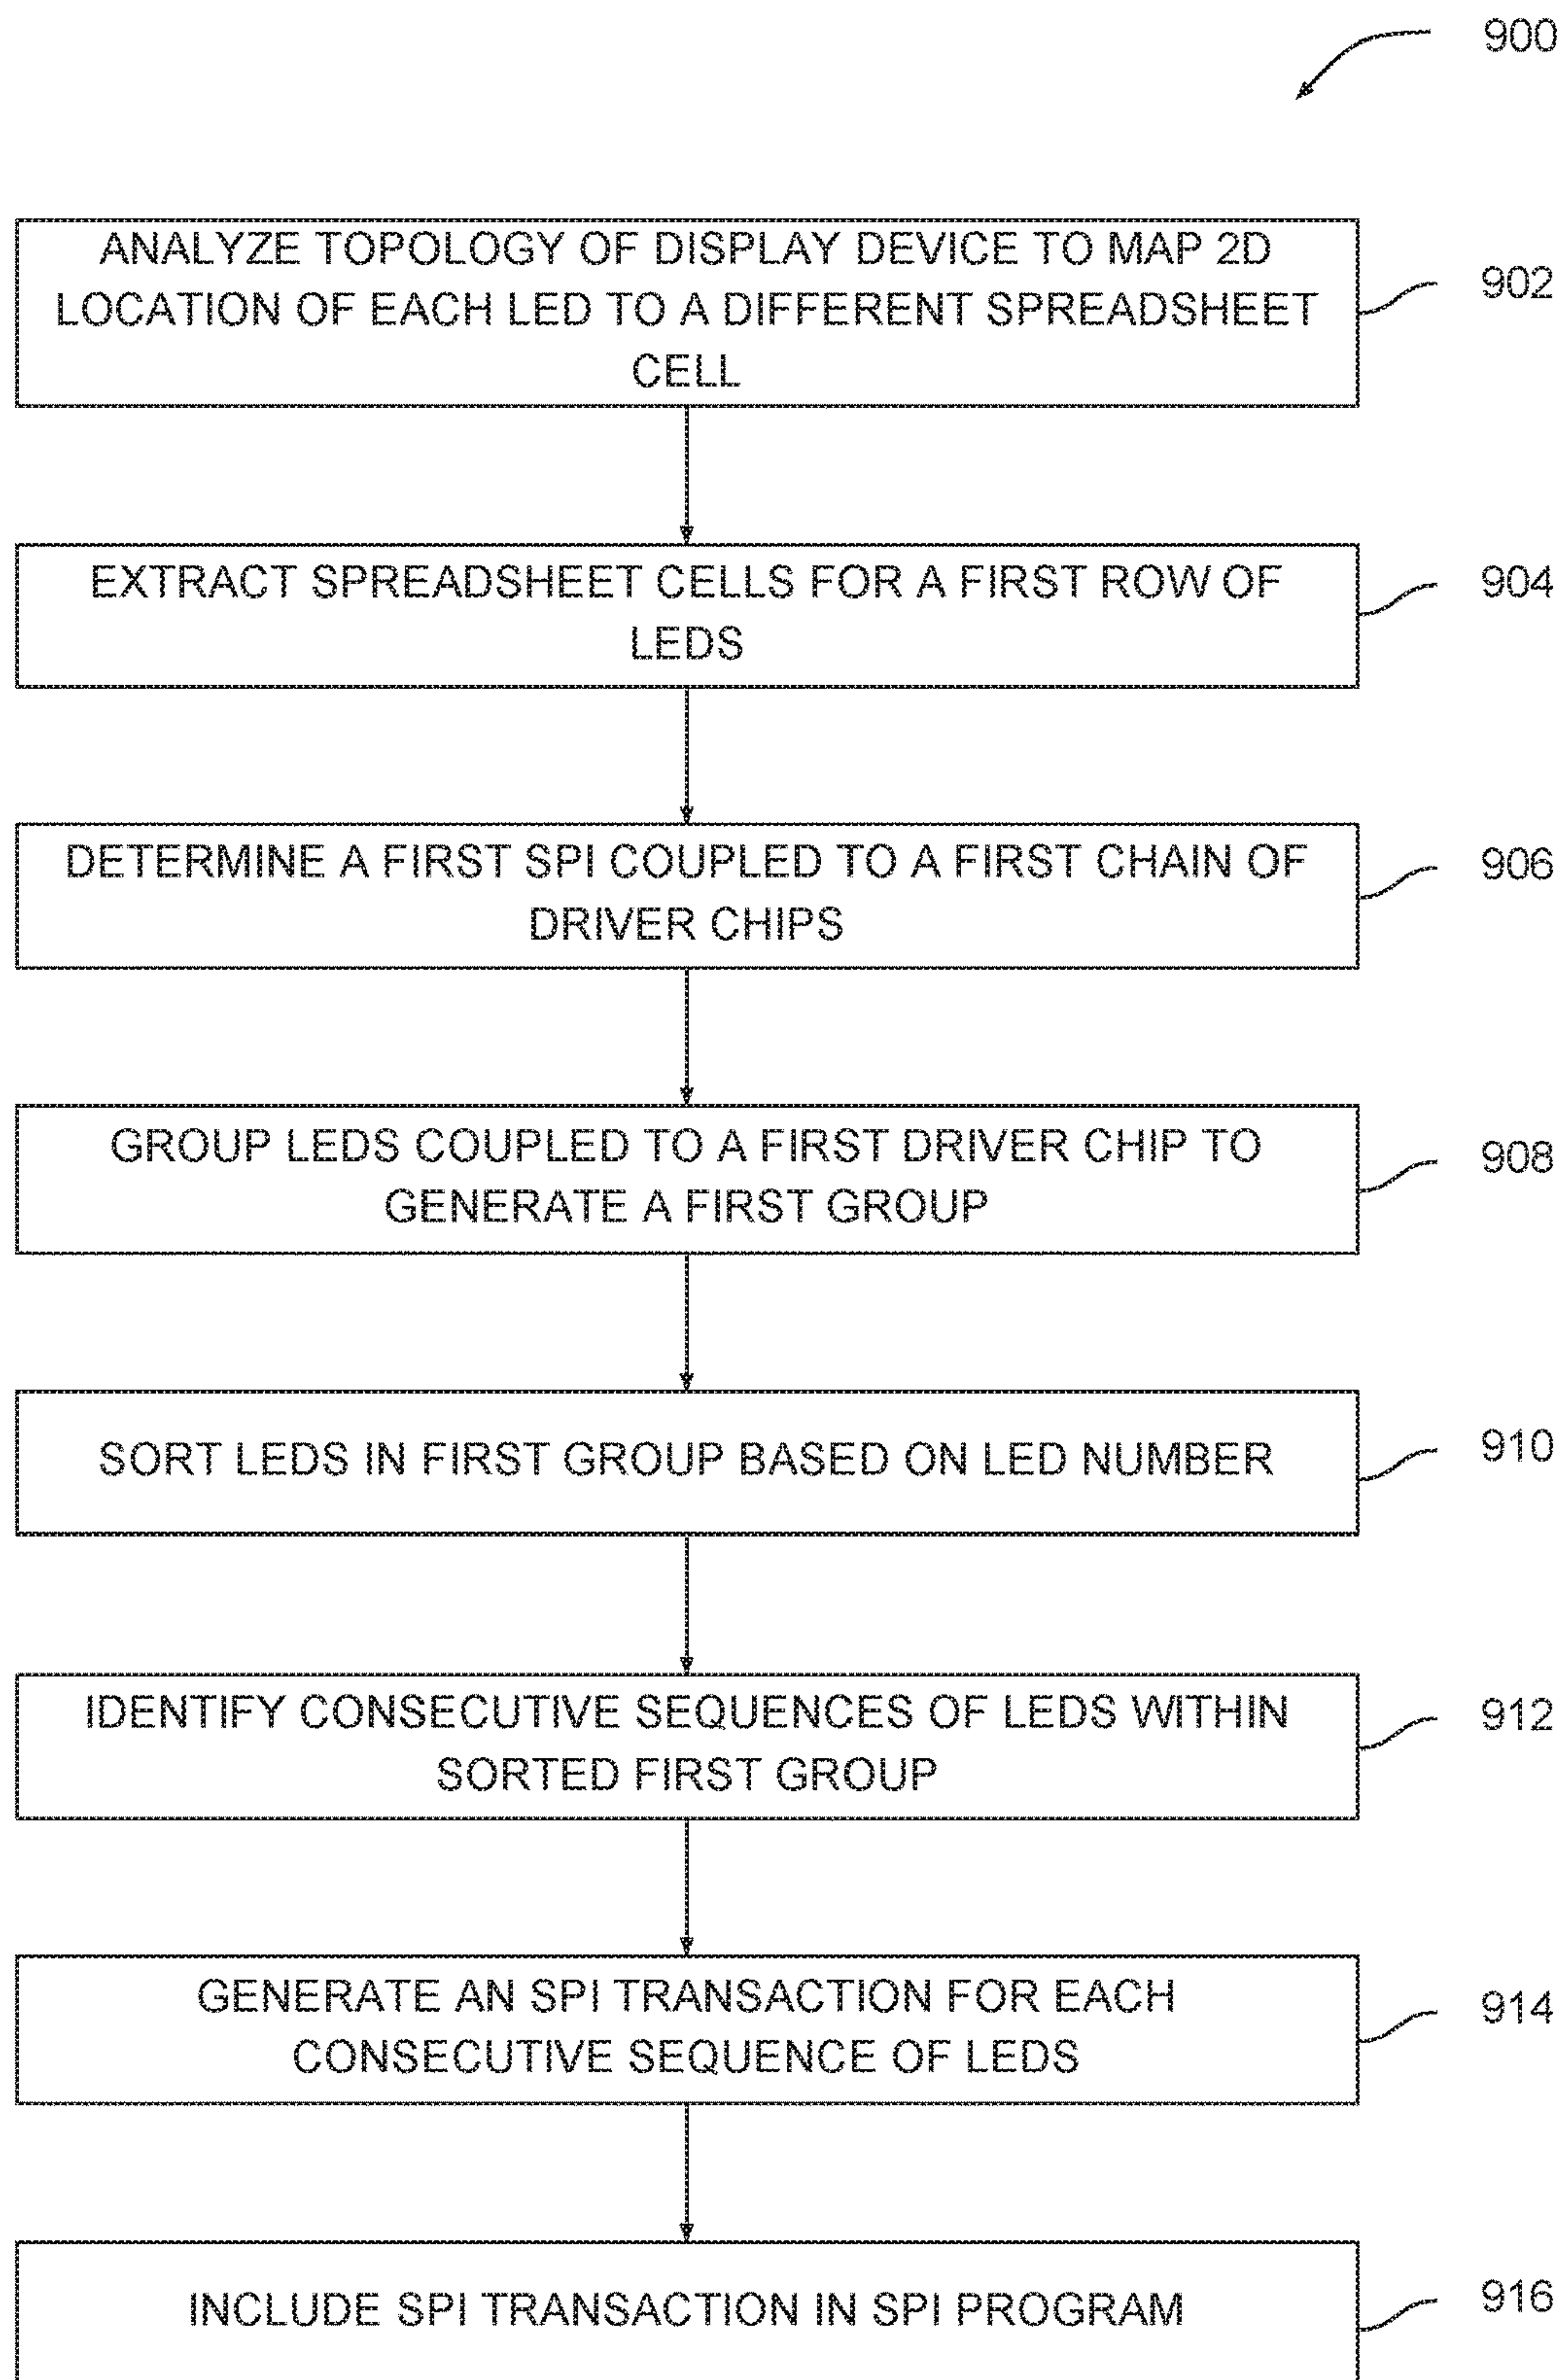 900
ANALYZE TOPOLOGY OF DISPLAY DEVICE TO MAP 2D
LOCATION OF EACH LED TO A DIFFERENT SPREADSHEET
CELL
902
EXTRACT SPREADSHEET CELLS FOR A FIRST ROW OF
LEDS
904
DETERMINE A FIRST SPI COUPLED TO A FIRST CHAIN OF
DRIVER CHIPS
906
GROUP LEDS COUPLED TO A FIRST DRIVER CHIP TO
GENERATE A FIRST GROUP
908
SORT LEDS IN FIRST GROUP BASED ON LED NUMBER
910
IDENTIFY CONSECUTIVE SEQUENCES OF LEDS WITHIN
SORTED FIRST GROUP
912
GENERATE AN SPI TRANSACTION FOR EACH
CONSECUTIVE SEQUENCE OF LEDS
914
INCLUDE SPI TRANSACTION IN SPI PROGRAM
916